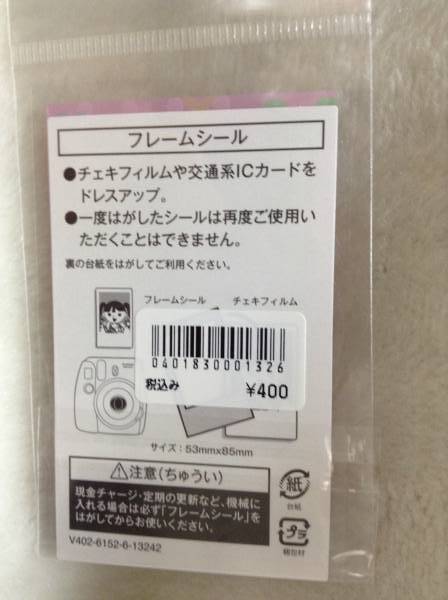 フレームシール
●チェキフィルムや交通系ICカードを
ドレスアップ。
●一度はがしたシールは再度ご使用い
ただくことはできません。
裏の台紙をはがしてご利用ください。
フレームシール チェキフィルム
0401830001326
税込み ¥400
サイズ：53mm×85mm
⚠注意（ちゅうい）
現金チャージ・定期の更新など、機械に
入れる場合は必ず「フレームシール」を
はがしてからお使いください。
紙
台紙
プラ
梱包材
V402-6152-6-13242